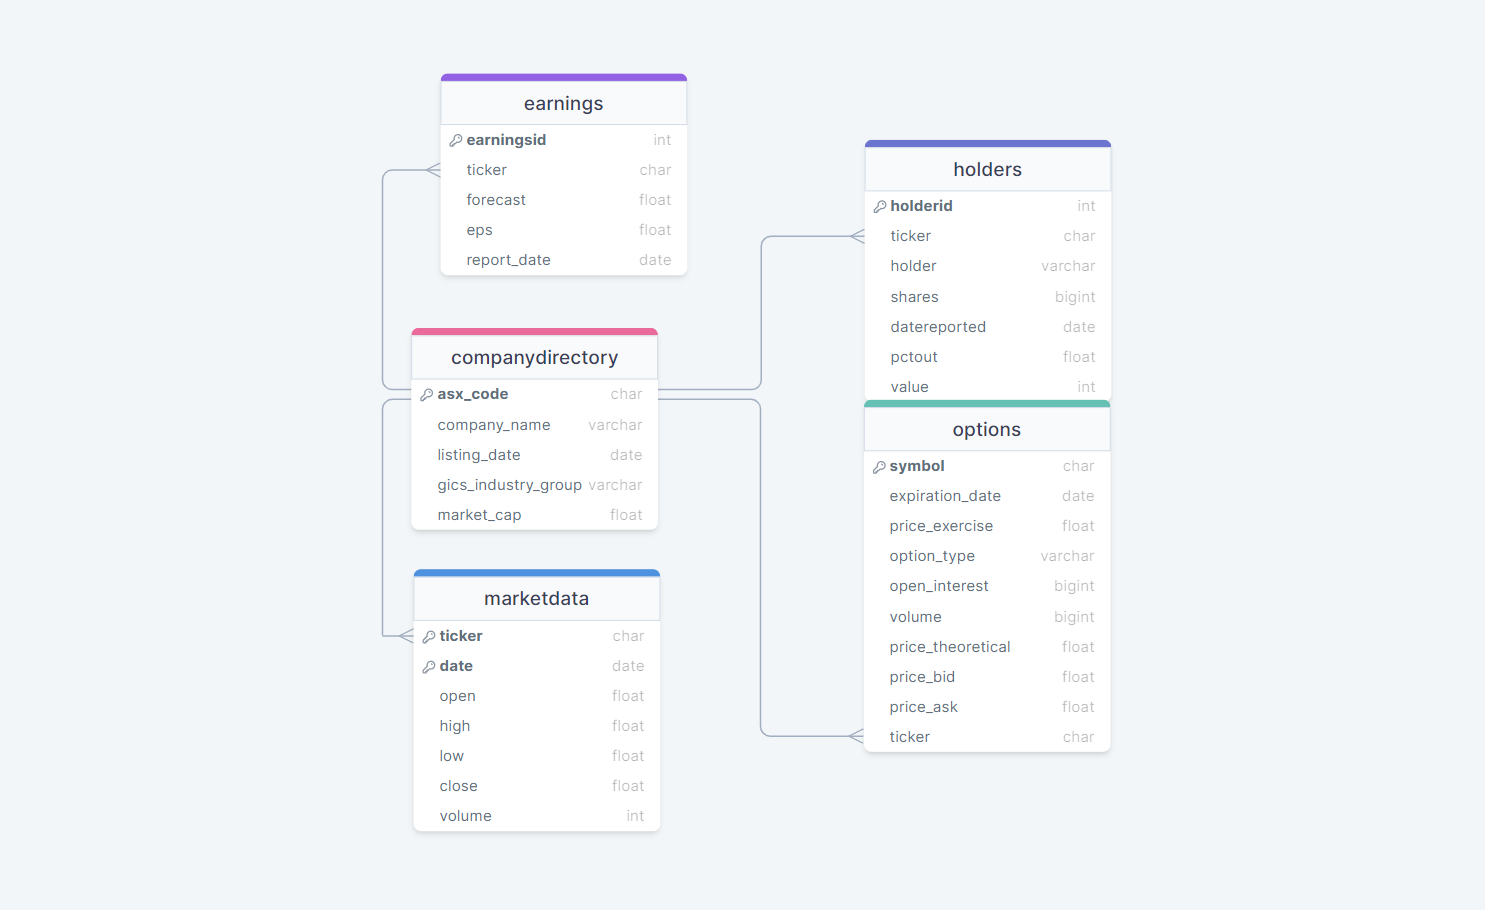 earnings
earningsid int
ticker char
forecast float
eps float
report_date date
companydirectory
asx_code char
company_name varchar
listing_date date
gics_industry_group varchar
market_cap float
marketdata
ticker char
date date
open float
high float
low float
close float
volume int
holders
holderid int
ticker char
holder varchar
shares bigint
datereported date
pctout float
value int
options
symbol char
expiration_date date
price_exercise float
option_type varchar
open_interest bigint
volume bigint
price_theoretical float
price_bid float
price_ask float
ticker char